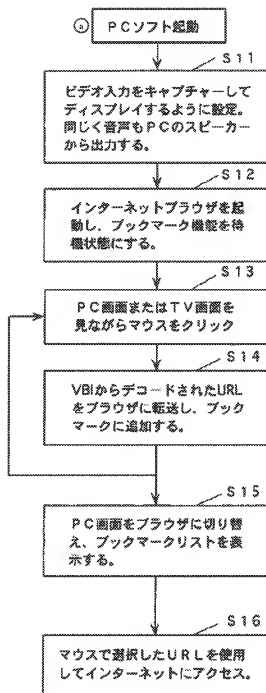 ⓐ PCソフト起動
S11
ビデオ入力をキャプチャーして
ディスプレイするように設定。
同じく音声もPCのスピーカー
から出力する。
S12
インターネットブラウザを起
動し、ブックマーク機能を待
機状態にする。
S13
PC画面またはTV画面を
見ながらマウスをクリック
S14
VBIからデコードされたURL
をブラウザに転送し、ブック
マークに追加する。
S15
PC画面をブラウザに切り替
え、ブックマークリストを表
示する。
S16
マウスで選択したURLを使用
してインターネットにアクセス。